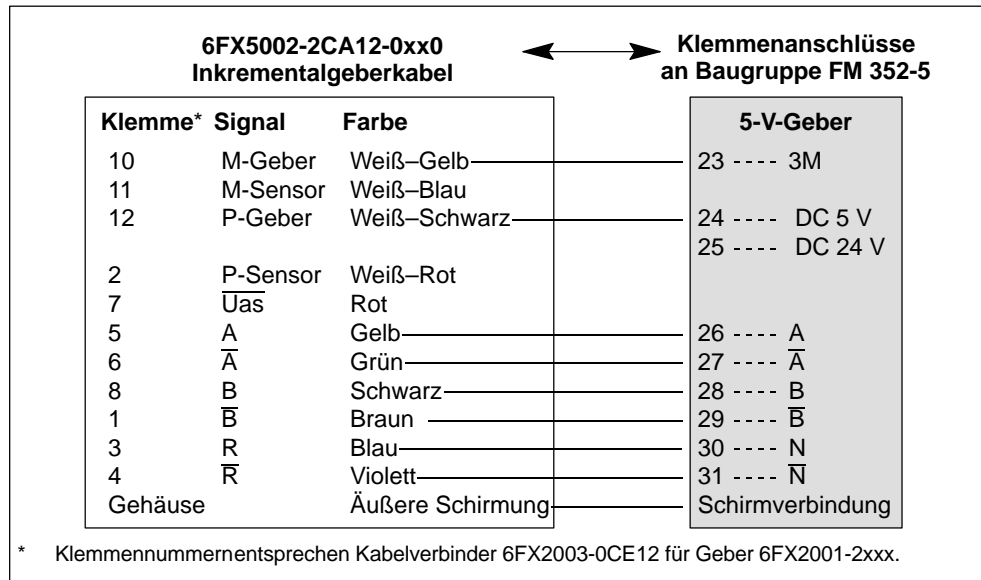 6FX5002-2CA12-0xx0 Klemmenanschlüsse
Inkrementalgeberkabel an Baugruppe FM 352-5
Klemme* Signal Farbe 5-V-Geber
10 M-Geber Weiß–Gelb 23 ---- 3M
11 M-Sensor Weiß–Blau
12 P-Geber Weiß–Schwarz 24 ---- DC 5 V
25 ---- DC 24 V
2 P-Sensor Weiß–Rot
7 U̅a̅s̅ Rot
5 A Gelb 26 ---- A
6 A̅ Grün 27 ---- A̅
8 B Schwarz 28 ---- B
1 B̅ Braun 29 ---- B̅
3 R Blau 30 ---- N
4 R̅ Violett 31 ---- N̅
Gehäuse Äußere Schirmung Schirmverbindung
* Klemmennummernentsprechen Kabelverbinder 6FX2003-0CE12 für Geber 6FX2001-2xxx.